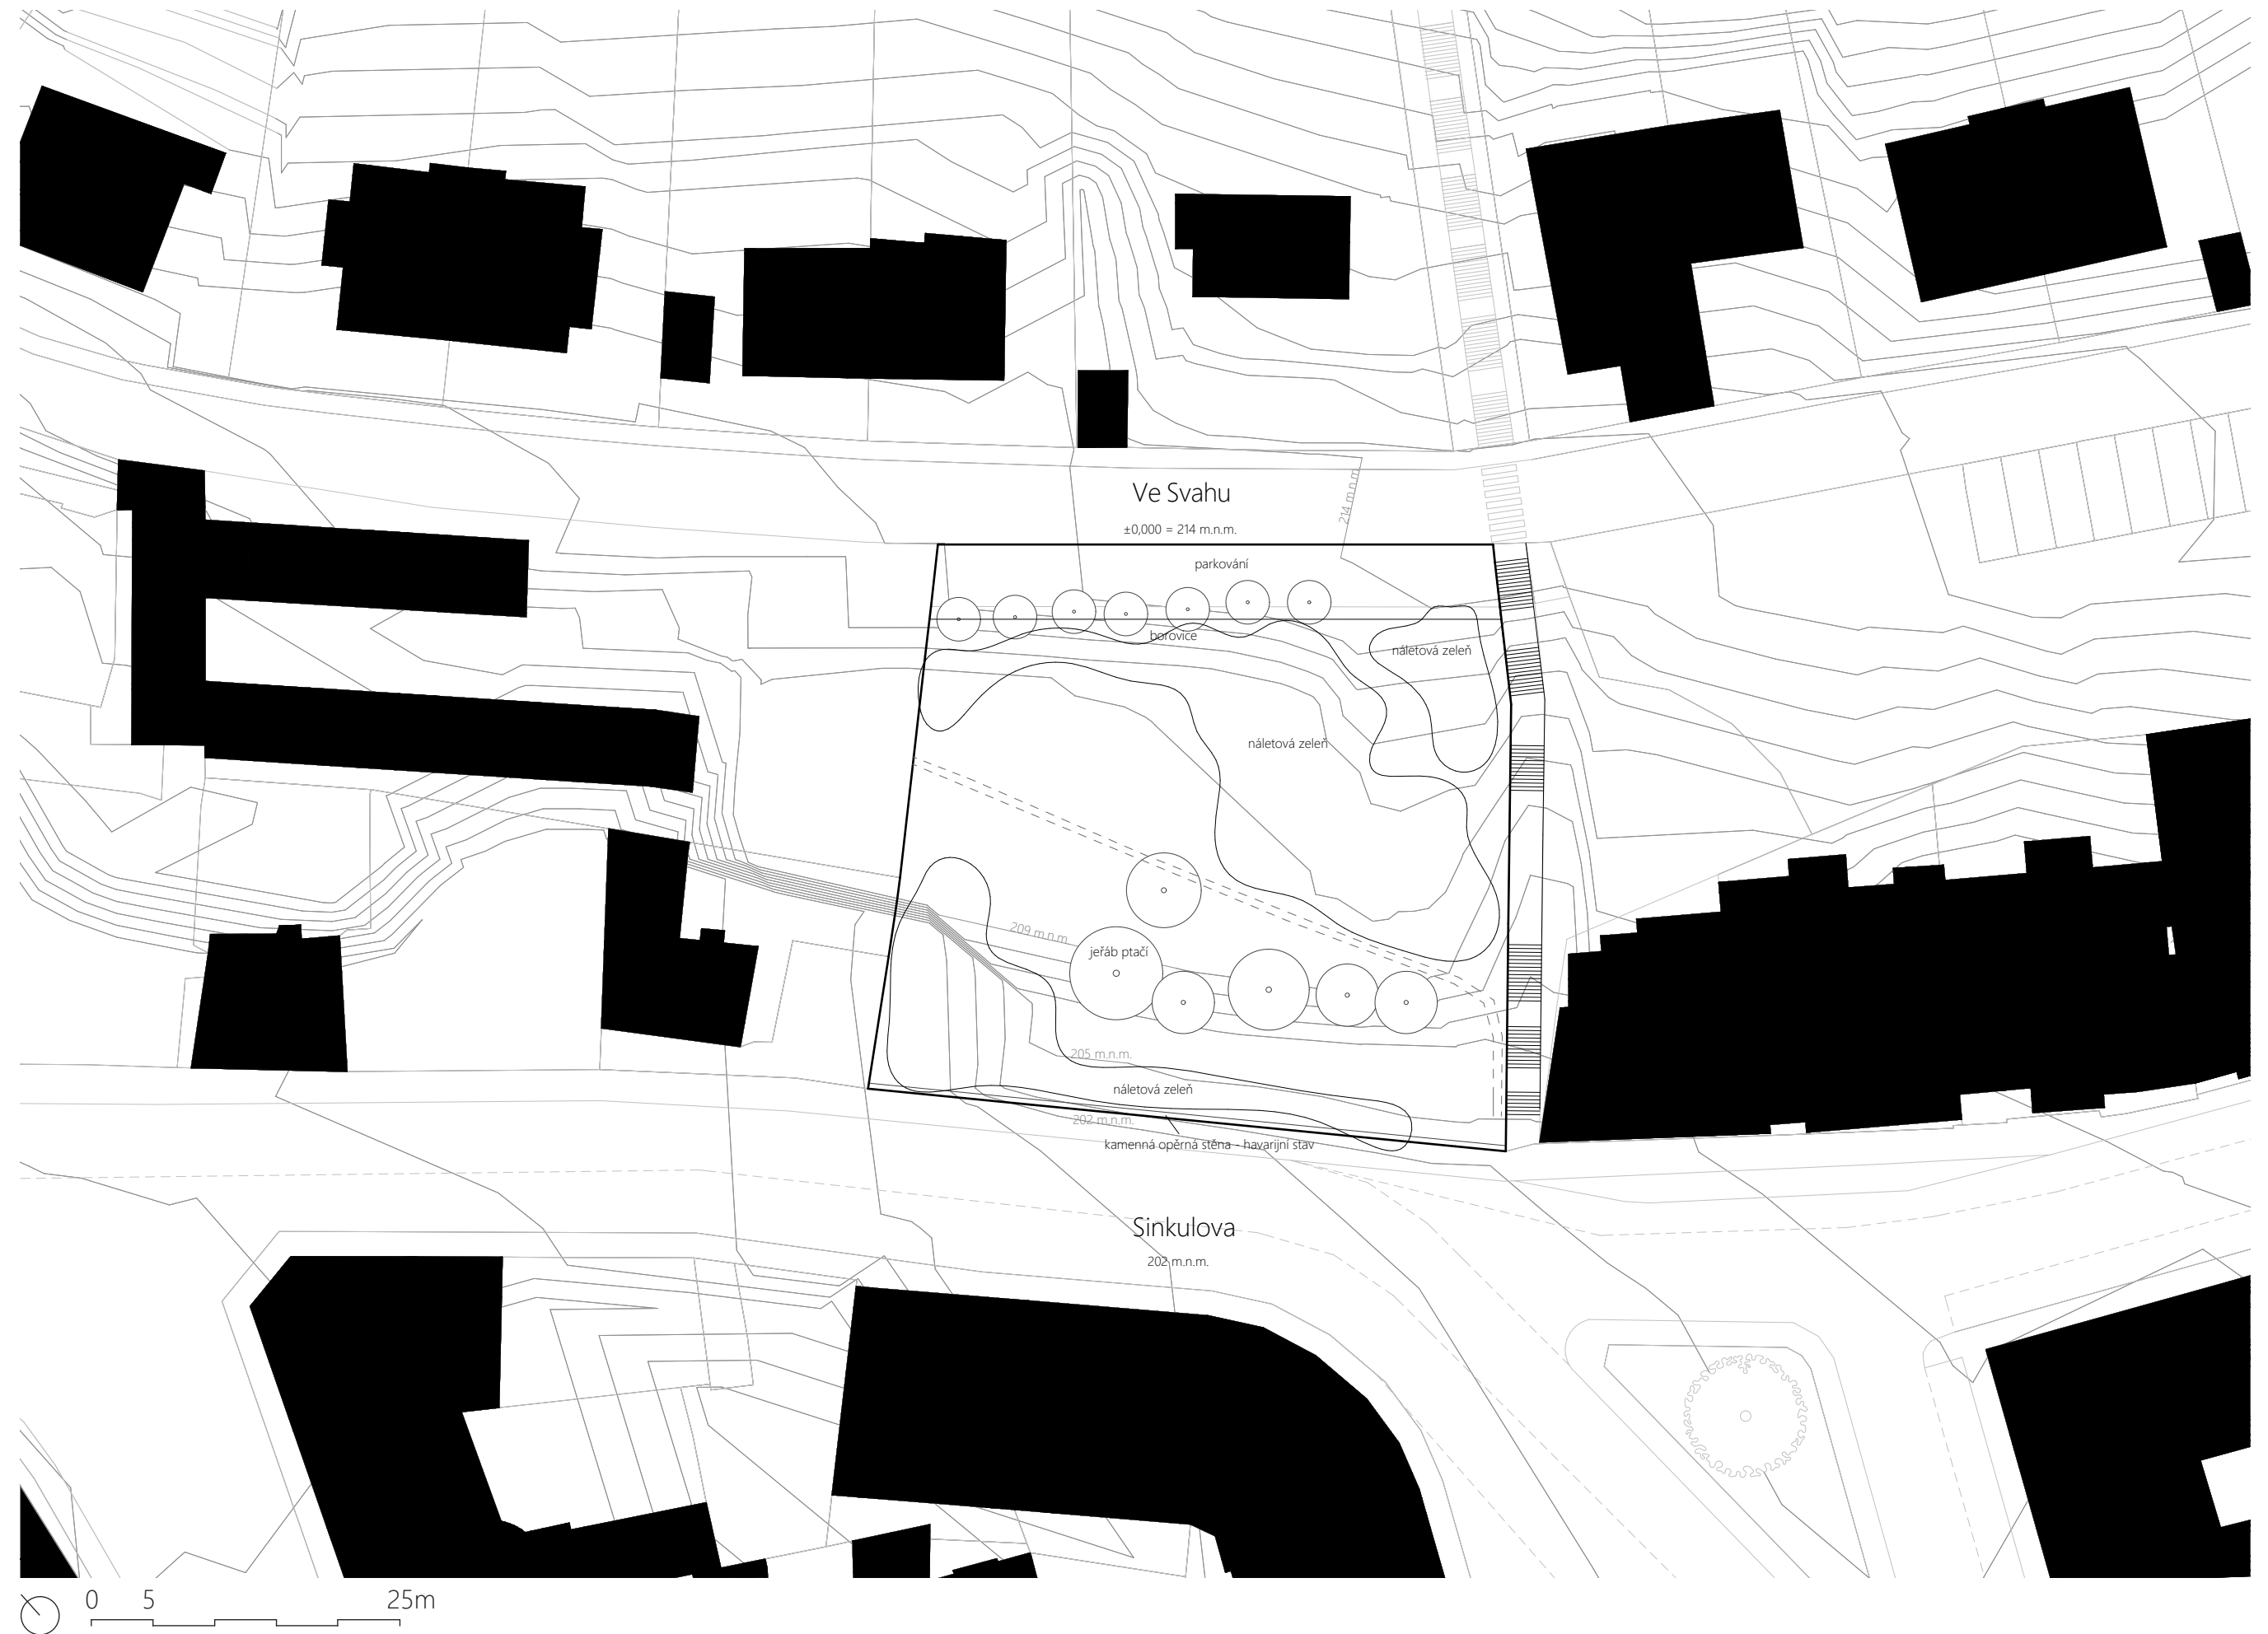 Ve Svahu
±0,000 = 214 m.n.m.
214 m.n.m
parkování
borovice
náletová zeleň
náletová zeleň
209 m.n.m
jeřáb ptačí
205 m.n.m.
náletová zeleň
202 m.n.m.
kamenná opěrná stěna - havarijní stav
Sinkulova
202 m.n.m.
0 5 25m